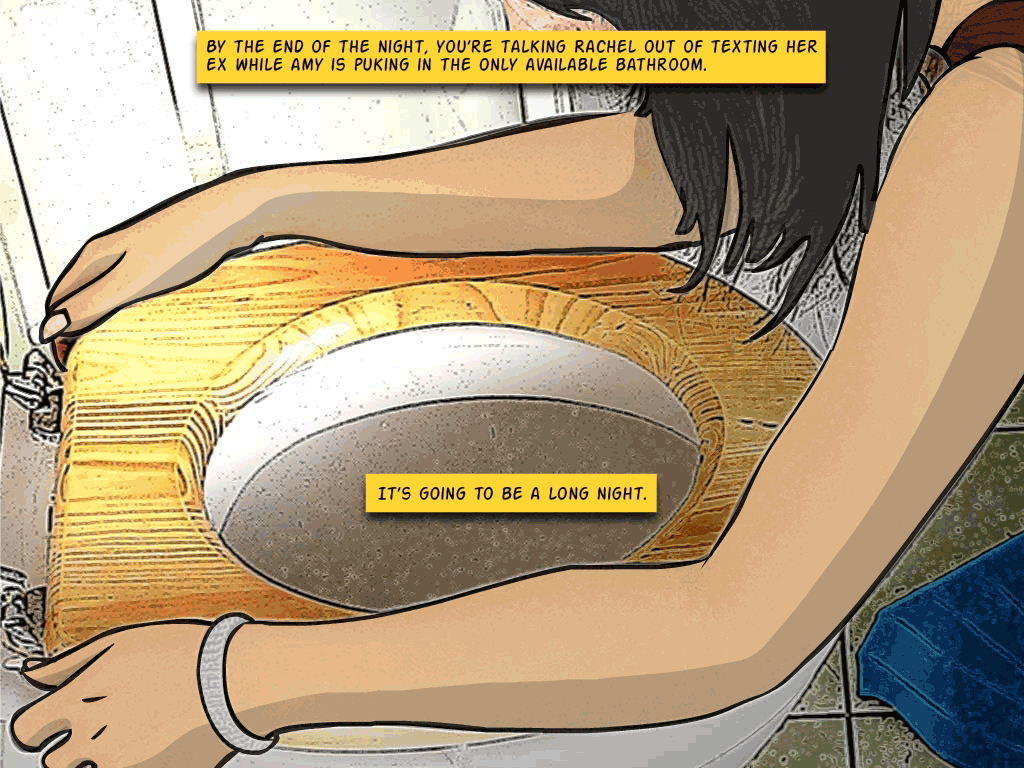 BY THE END OF THE NIGHT, YOU'RE TALKING RACHEL OUT OF TEXTING HER
EX WHILE AMY IS PUKING IN THE ONLY AVAILABLE BATHROOM.
IT'S GOING TO BE A LONG NIGHT.